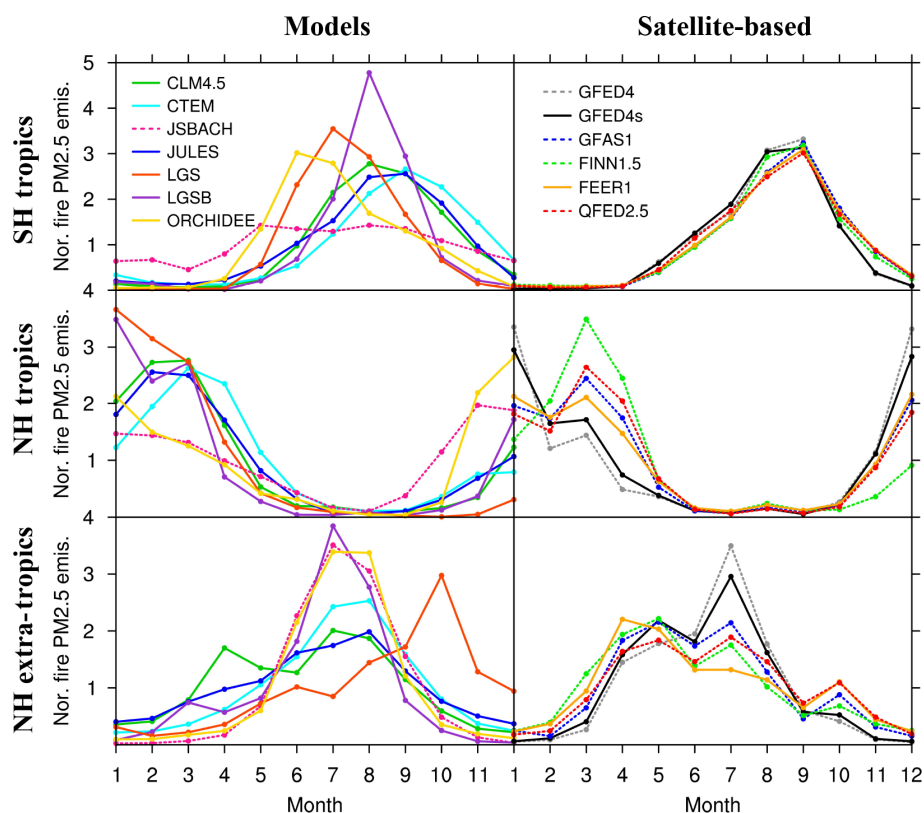 Models
Satellite-based
SH tropics
Nor. fire PM2.5 emis.
5
4
3
2
1
CLM4.5
CTEM
JSBACH
JULES
LGS
LGSB
ORCHIDEE
GFED4
GFED4s
GFAS1
FINN1.5
FEER1
QFED2.5
NH tropics
Nor. fire PM2.5 emis.
4
3
2
1
NH extra-tropics
Nor. fire PM2.5 emis.
4
3
2
1
1 2 3 4 5 6 7 8 9 10 11 1 2 3 4 5 6 7 8 9 10 11 12
Month
Month